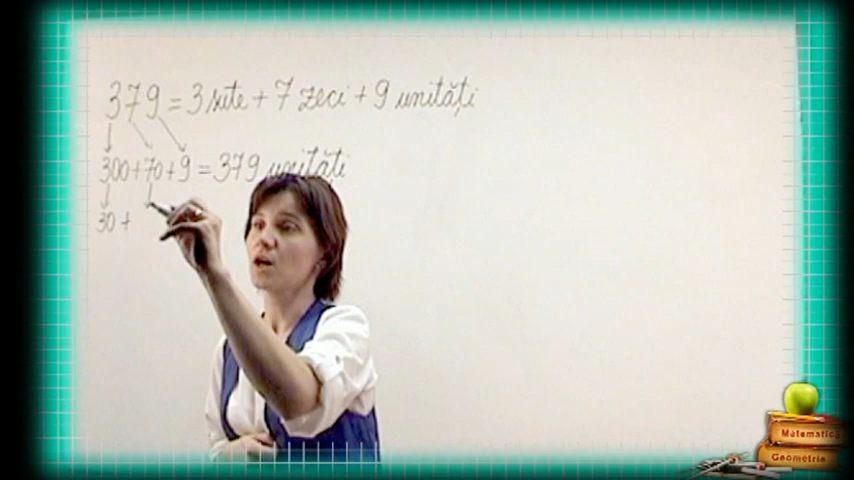 379 = 3 sute + 7 zeci + 9 unități
300 + 70 + 9 = 379 unități
30 +
Matematică
Geometrie